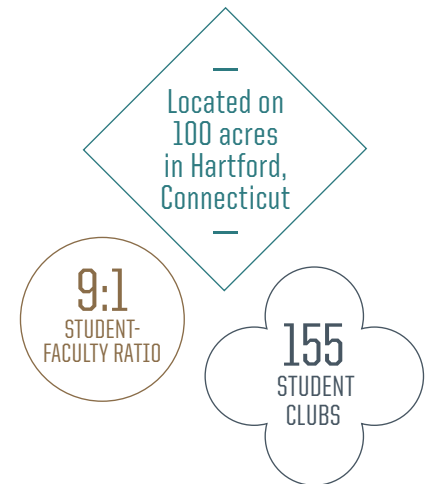 Located on
100 acres
in Hartford,
Connecticut
9:1
STUDENT-
FACULTY RATIO
155
STUDENT
CLUBS